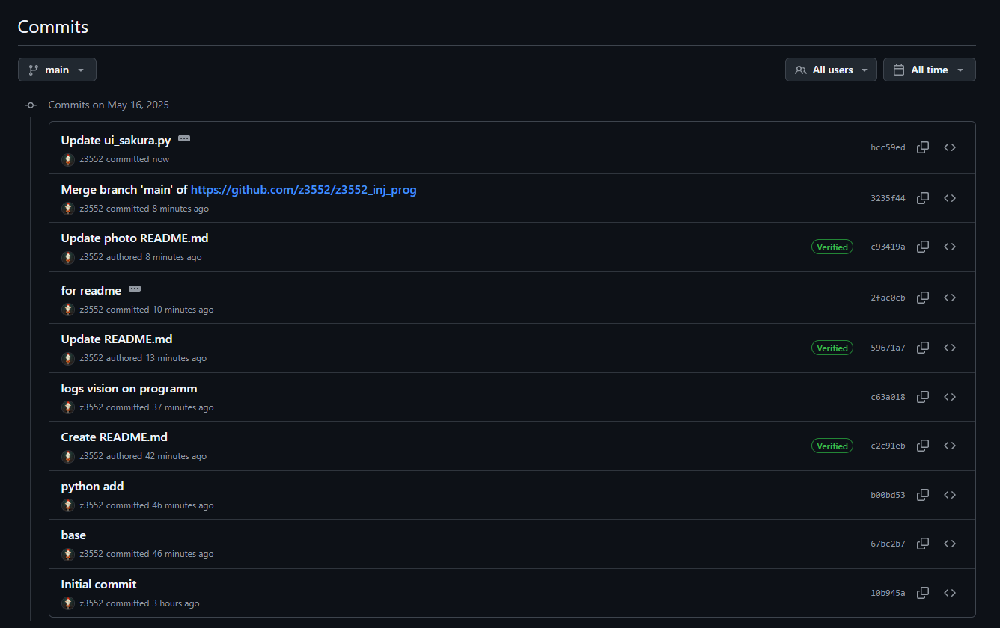 Commits
main
All users
All time
Commits on May 16, 2025
Update ui_sakura.py
z3552 committed now
bcc59ed
Merge branch 'main' of https://github.com/z3552/z3552_inj_prog
z3552 committed 8 minutes ago
3235f44
Update photo README.md
z3552 authored 8 minutes ago
Verified
c93419a
for readme
z3552 committed 10 minutes ago
2fac0cb
Update README.md
z3552 authored 13 minutes ago
Verified
59671a7
logs vision on programm
z3552 committed 37 minutes ago
c63a018
Create README.md
z3552 authored 42 minutes ago
Verified
c2c91eb
python add
z3552 committed 46 minutes ago
b00bd53
base
z3552 committed 46 minutes ago
67bc2b7
Initial commit
z3552 committed 3 hours ago
10b945a